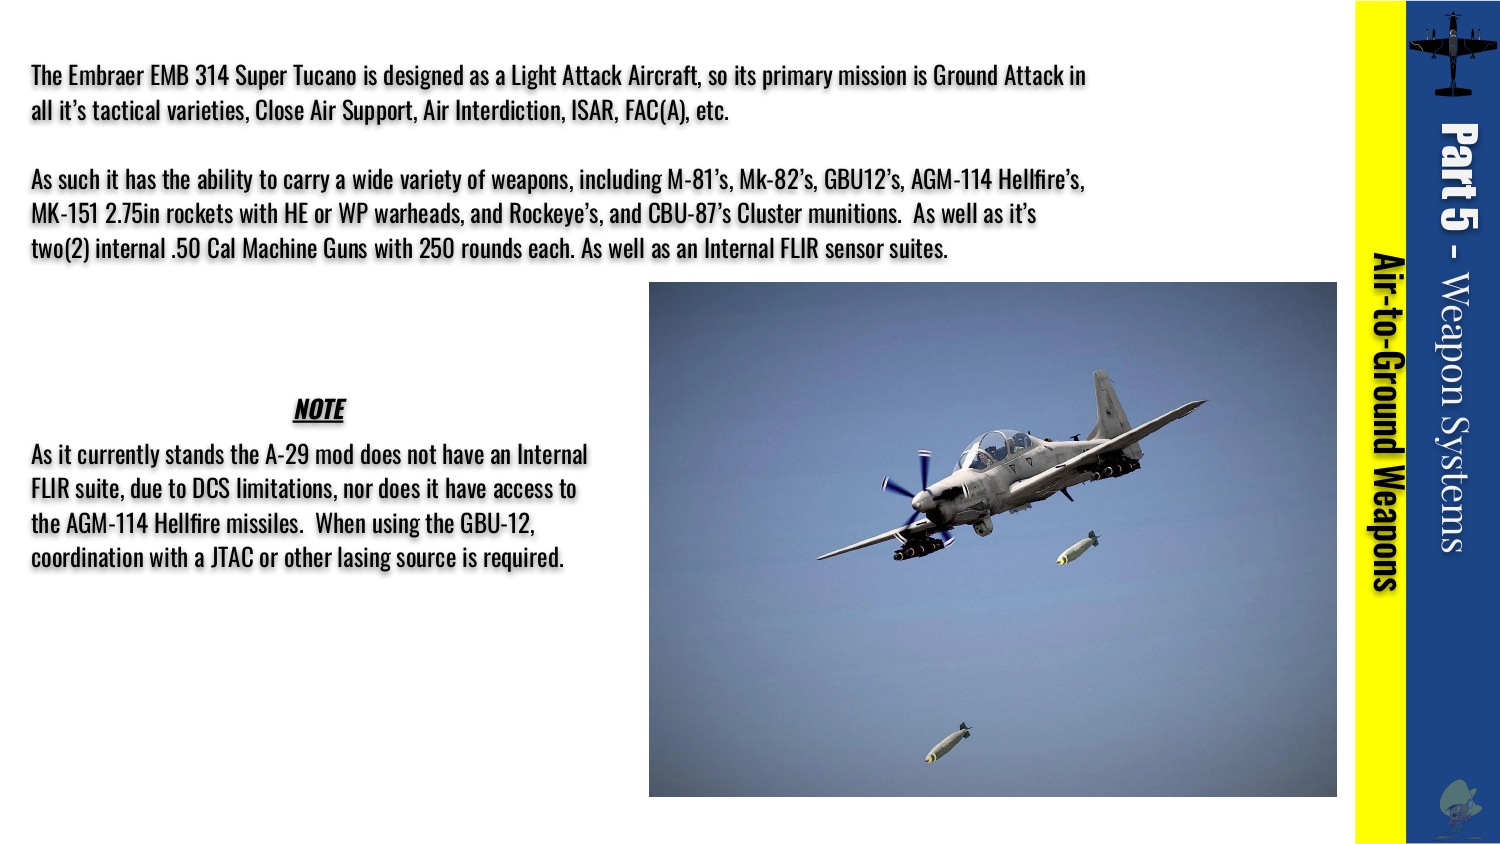 The Embraer EMB 314 Super Tucano is designed as a Light Attack Aircraft, so its primary mission is Ground Attack in
all it’s tactical varieties, Close Air Support, Air Interdiction, ISAR, FAC(A), etc.
As such it has the ability to carry a wide variety of weapons, including M-81’s, Mk-82’s, GBU12’s, AGM-114 Hellfire’s,
MK-151 2.75in rockets with HE or WP warheads, and Rockeye’s, and CBU-87’s Cluster munitions.  As well as it’s
two(2) internal .50 Cal Machine Guns with 250 rounds each. As well as an Internal FLIR sensor suites.
NOTE
As it currently stands the A-29 mod does not have an Internal
FLIR suite, due to DCS limitations, nor does it have access to
the AGM-114 Hellfire missiles.  When using the GBU-12,
coordination with a JTAC or other lasing source is required.
Part 5 - Weapon Systems
Air-to-Ground Weapons